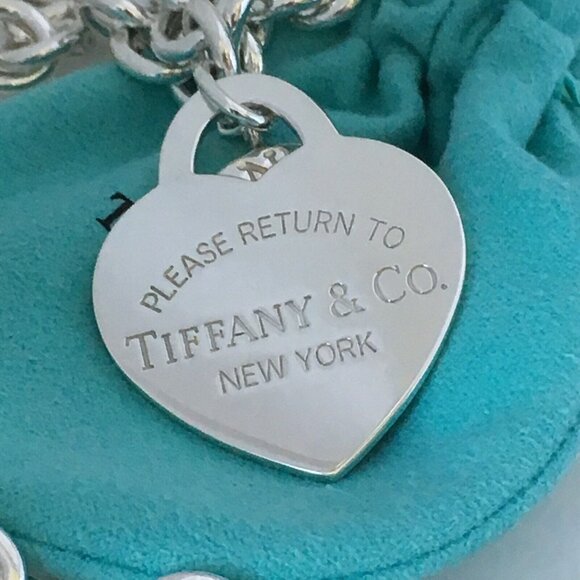 PLEASE RETURN TO
TIFFANY & CO.
NEW YORK